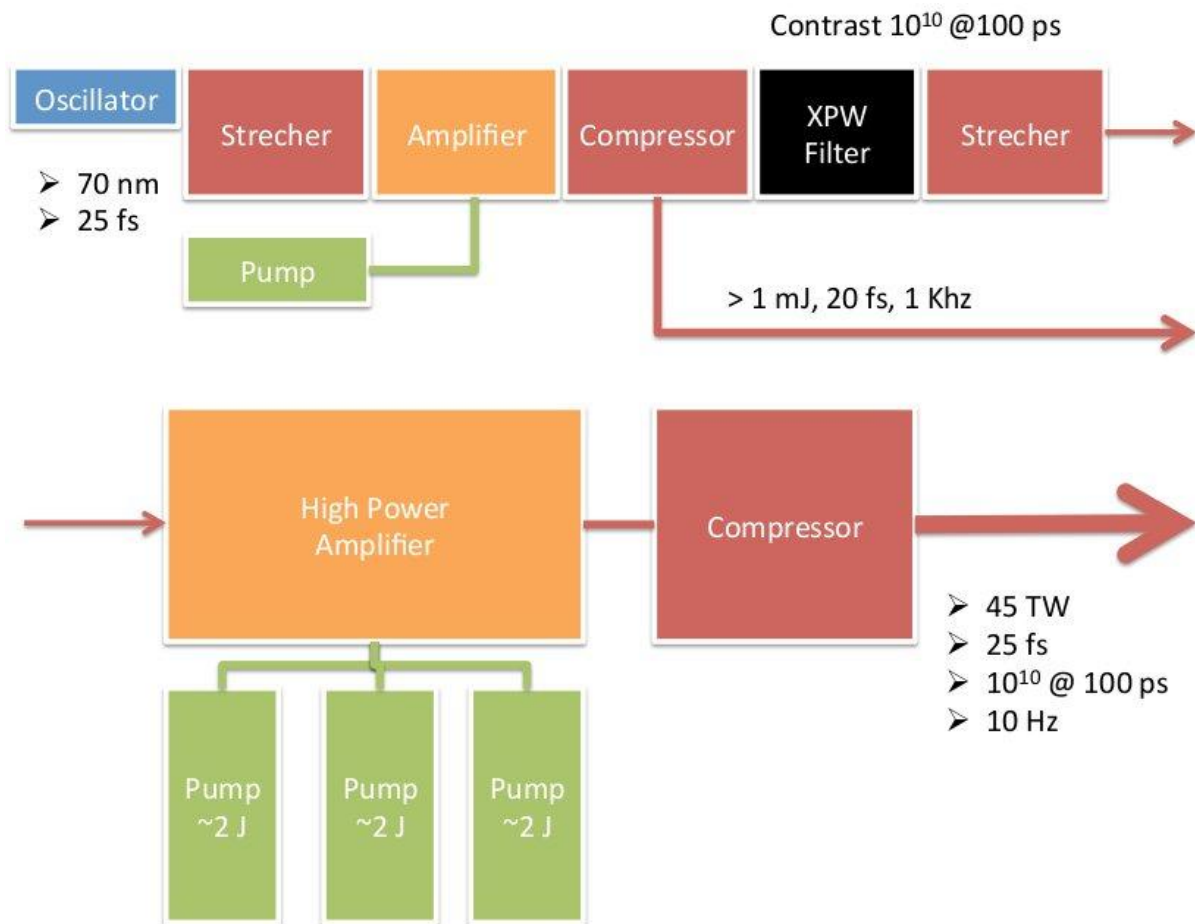 Contrast 10¹⁰ @100 ps
Oscillator
Strecher
Amplifier
Compressor
XPW
Filter
Strecher
➢ 70 nm
➢ 25 fs
Pump
> 1 mJ, 20 fs, 1 Khz
High Power
Amplifier
Compressor
➢ 45 TW
➢ 25 fs
➢ 10¹⁰ @ 100 ps
➢ 10 Hz
Pump
~2 J
Pump
~2 J
Pump
~2 J